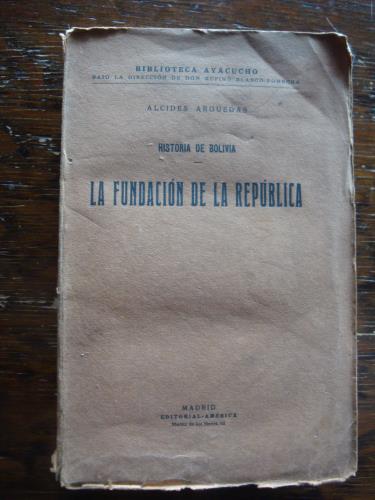 BIBLIOTECA AYACUCHO
BAJO LA DIRECCIÓN DE DON RUFINO BLANCO-FOMBONA
ALCIDES ARGUEDAS
HISTORIA DE BOLIVIA
LA FUNDACIÓN DE LA REPÚBLICA
MADRID
EDITORIAL-AMÉRICA